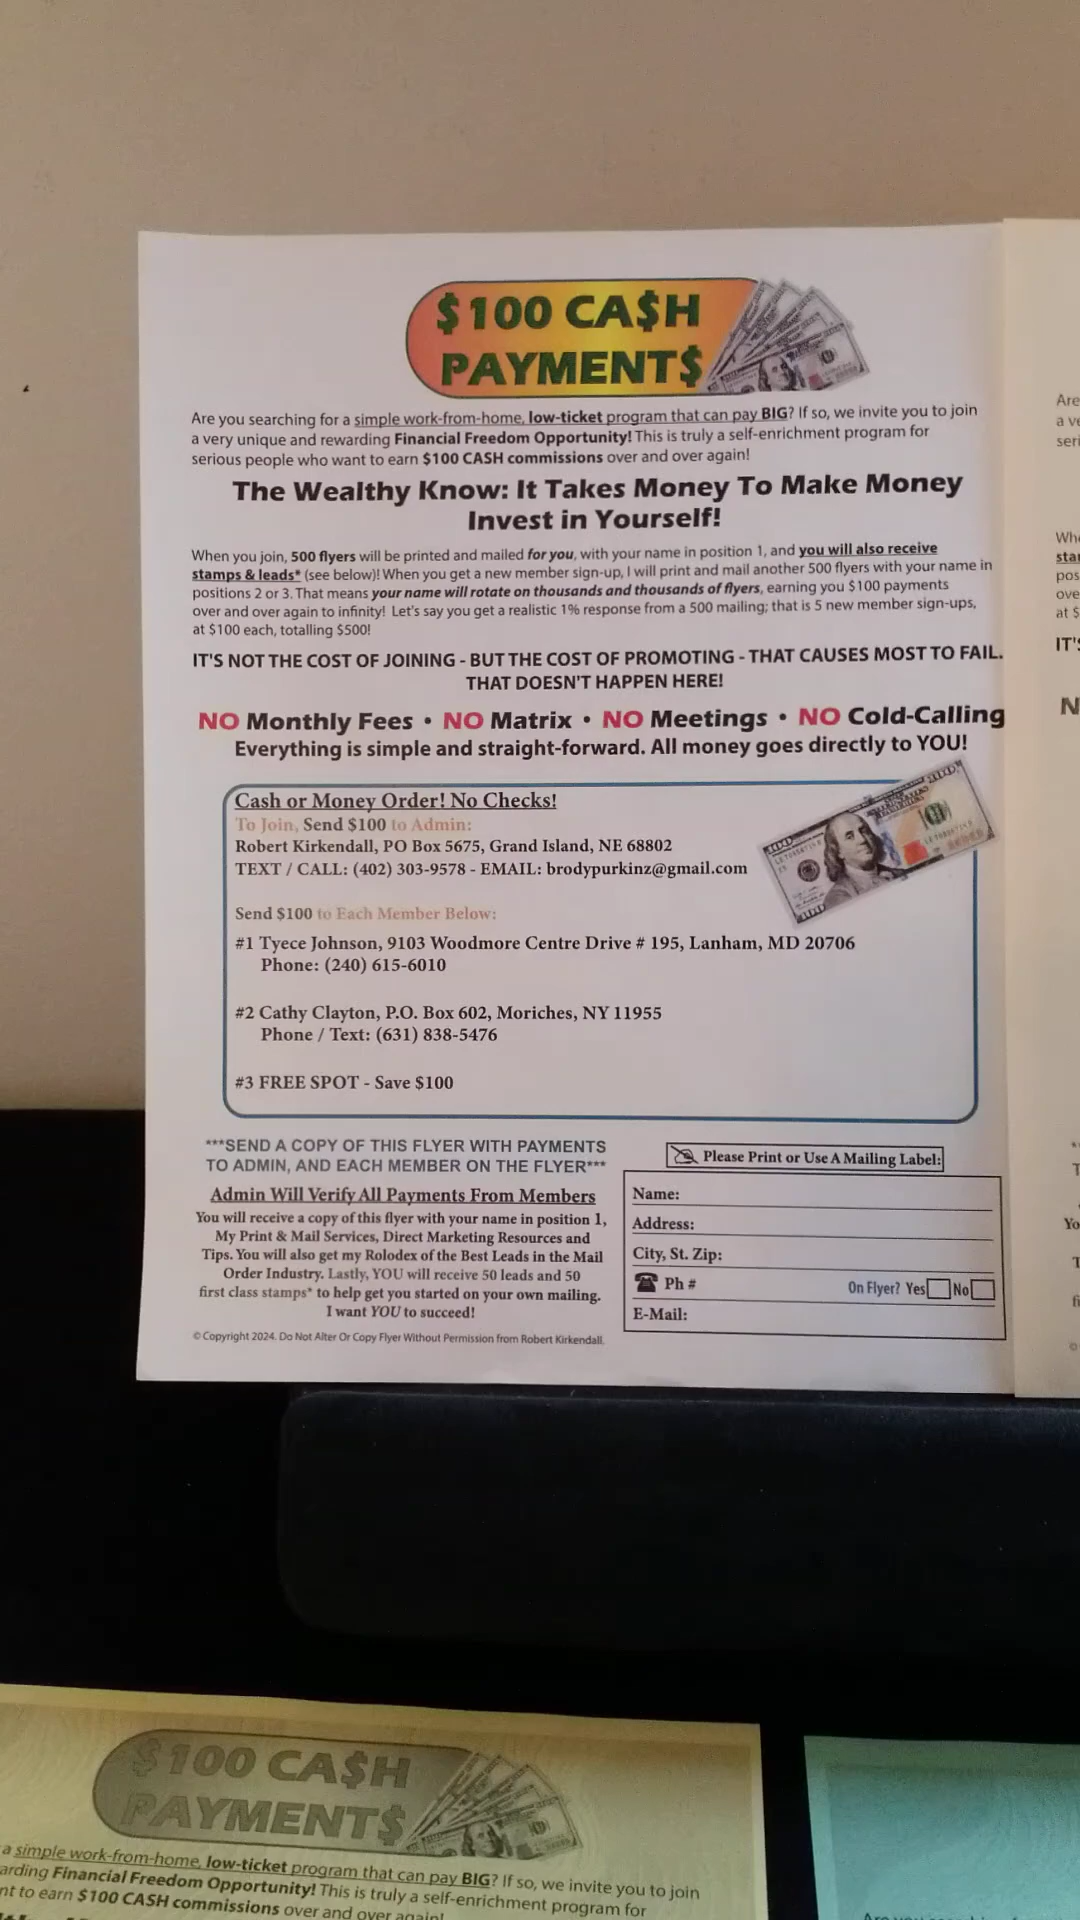 $100 CA$H
PAYMENT$
Are you searching for a simple work-from-home, low-ticket program that can pay BIG? If so, we invite you to join
a very unique and rewarding Financial Freedom Opportunity! This is truly a self-enrichment program for
serious people who want to earn $100 CASH commissions over and over again!
The Wealthy Know: It Takes Money To Make Money
Invest in Yourself!
When you join, 500 flyers will be printed and mailed for you, with your name in position 1, and you will also receive
stamps & leads* (see below)! When you get a new member sign-up, I will print and mail another 500 flyers with your name in
positions 2 or 3. That means your name will rotate on thousands and thousands of flyers, earning you $100 payments
over and over again to infinity! Let's say you get a realistic 1% response from a 500 mailing; that is 5 new member sign-ups,
at $100 each, totalling $500!
IT'S NOT THE COST OF JOINING - BUT THE COST OF PROMOTING - THAT CAUSES MOST TO FAIL.
THAT DOESN'T HAPPEN HERE!
NO Monthly Fees • NO Matrix • NO Meetings • NO Cold-Calling
Everything is simple and straight-forward. All money goes directly to YOU!
Cash or Money Order! No Checks!
To Join, Send $100 to Admin:
Robert Kirkendall, PO Box 5675, Grand Island, NE 68802
TEXT / CALL: (402) 303-9578 - EMAIL: brodypurkinz@gmail.com
Send $100 to Each Member Below:
#1 Tyece Johnson, 9103 Woodmore Centre Drive # 195, Lanham, MD 20706
Phone: (240) 615-6010
#2 Cathy Clayton, P.O. Box 602, Moriches, NY 11955
Phone / Text: (631) 838-5476
#3 FREE SPOT - Save $100
***SEND A COPY OF THIS FLYER WITH PAYMENTS
TO ADMIN, AND EACH MEMBER ON THE FLYER***
Admin Will Verify All Payments From Members
You will receive a copy of this flyer with your name in position 1,
My Print & Mail Services, Direct Marketing Resources and
Tips. You will also get my Rolodex of the Best Leads in the Mail
Order Industry. Lastly, YOU will receive 50 leads and 50
first class stamps* to help get you started on your own mailing.
I want YOU to succeed!
© Copyright 2024. Do Not Alter Or Copy Flyer Without Permission from Robert Kirkendall.
Please Print or Use A Mailing Label:
Name:
Address:
City, St. Zip:
Ph # On Flyer? Yes No
E-Mail:
Are
a
IT'S
at $
$100 CA$H
PAYMENT$
a simple work-from-home, low-ticket program that can pay BIG? If so, we invite you to join
Financial Freedom Opportunity! This is truly a self-enrichment program for
to earn $100 CASH commissions over and over again!